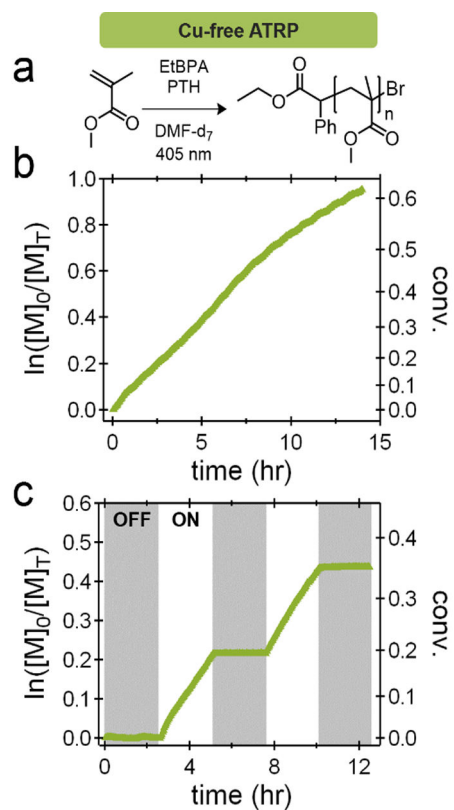 Cu-free ATRP
a
EtBPA
PTH
DMF-d₇
405 nm
O
O
O
O
Ph
Br
n
O
O
b
1.0
0.8
0.6
0.4
0.2
0.0
ln([M]₀/[M]T)
0.6
0.5
0.4
0.3
0.2
0.1
0.0
conv.
0 5 10 15
time (hr)
c
OFF ON
0.6
0.5
0.4
0.3
0.2
0.1
0.0
ln([M]₀/[M]T)
0.4
0.3
0.2
0.1
0.0
conv.
0 4 8 12
time (hr)